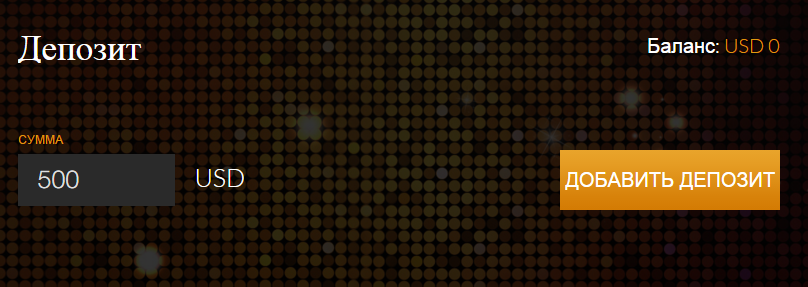 Депозит
Баланс: USD 0
СУММА
500 USD
ДОБАВИТЬ ДЕПОЗИТ